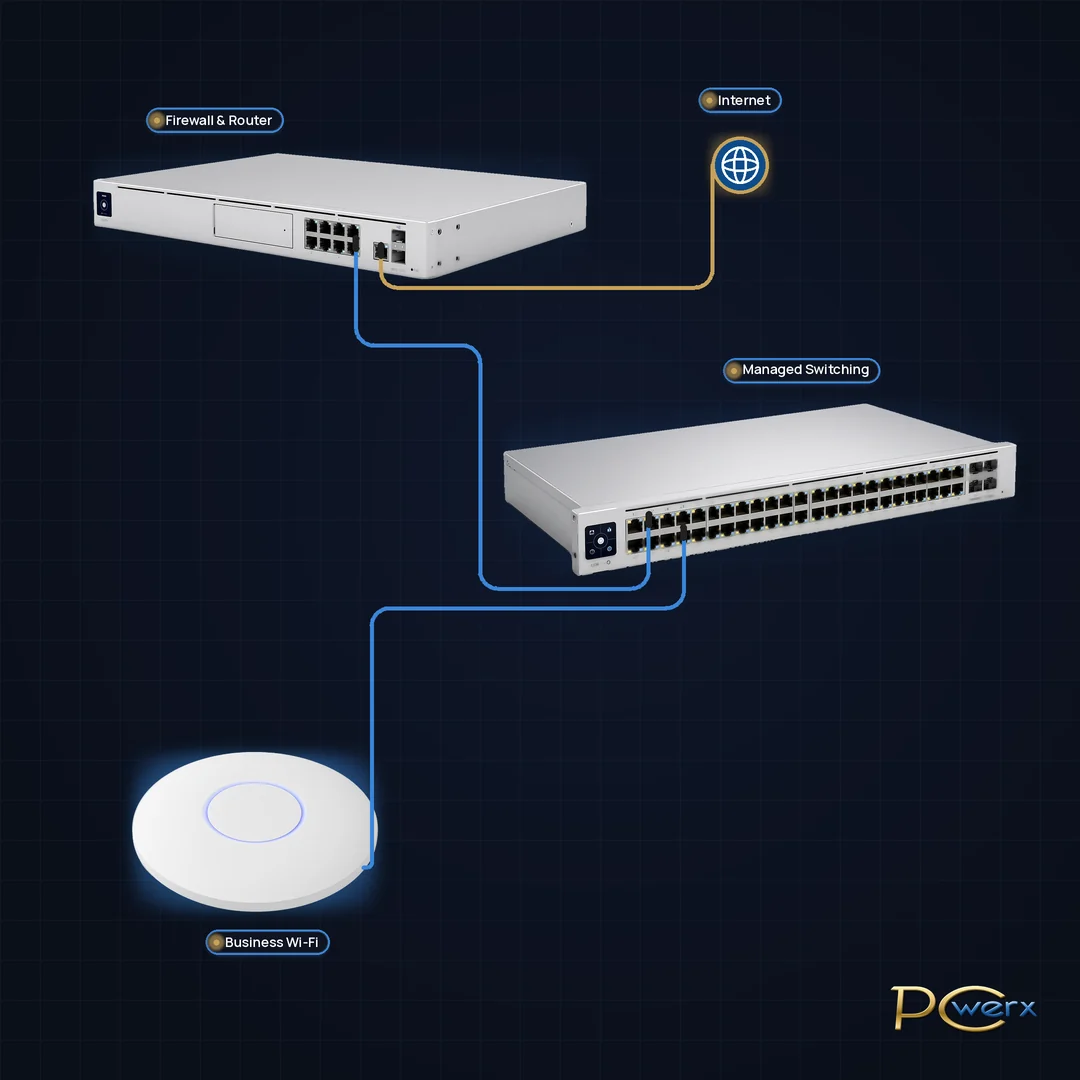 Internet
Firewall & Router
Managed Switching
Business Wi-Fi
PCwerx